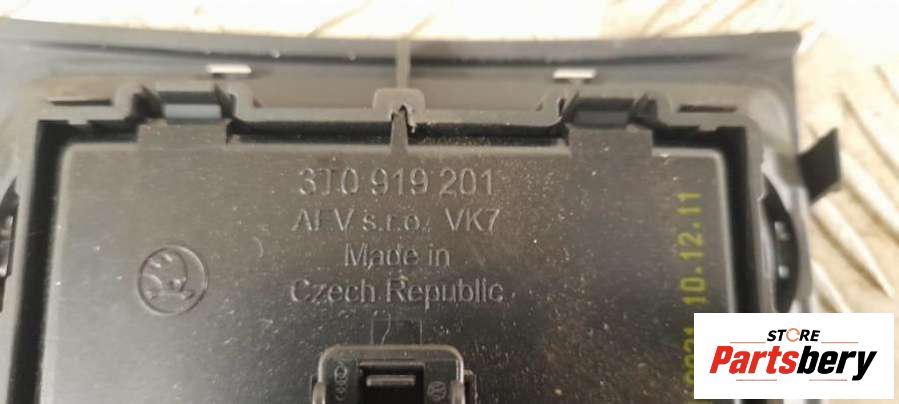 3T0 919 201
AFV s.r.o. VK7
Made in
Czech Republic
10.12.11
STORE
Partsbery